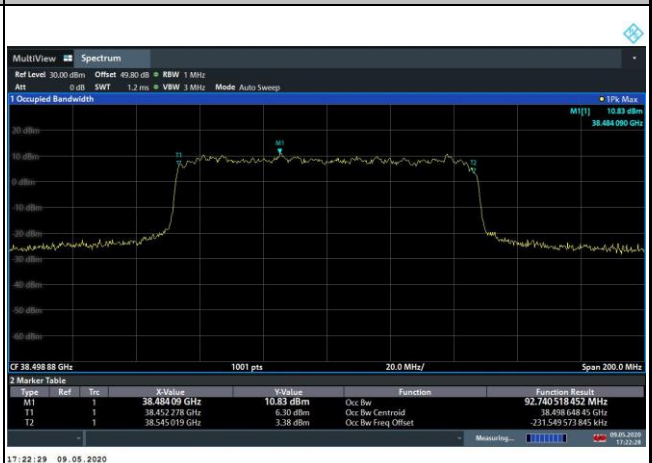 MultiView Spectrum
Ref Level 30.00 dBm Offset 49.80 dB RBW 1 MHz
Att 0 dB SWT 1.2 ms VBW 3 MHz Mode Auto Sweep
1 Occupied Bandwidth 1Pk Max
M1[1] 10.83 dBm
38.484 090 GHz
20 dBm
M1
10 dBm
T1
T2
0 dBm
-10 dBm
-20 dBm
-30 dBm
-40 dBm
-50 dBm
-60 dBm
CF 38.498 88 GHz 1001 pts 20.0 MHz/ Span 200.0 MHz
2 Marker Table
Type Ref Trc X-Value Y-Value Function Function Result
M1 1 38.484 09 GHz 10.83 dBm Occ Bw 92.740 518 452 MHz
T1 1 38.452 278 GHz 6.30 dBm Occ Bw Centroid 38.498 648 45 GHz
T2 1 38.545 019 GHz 3.38 dBm Occ Bw Freq Offset -231.549 573 845 kHz
Measuring... 09.05.2020
17:22:28
17:22:29 09.05.2020